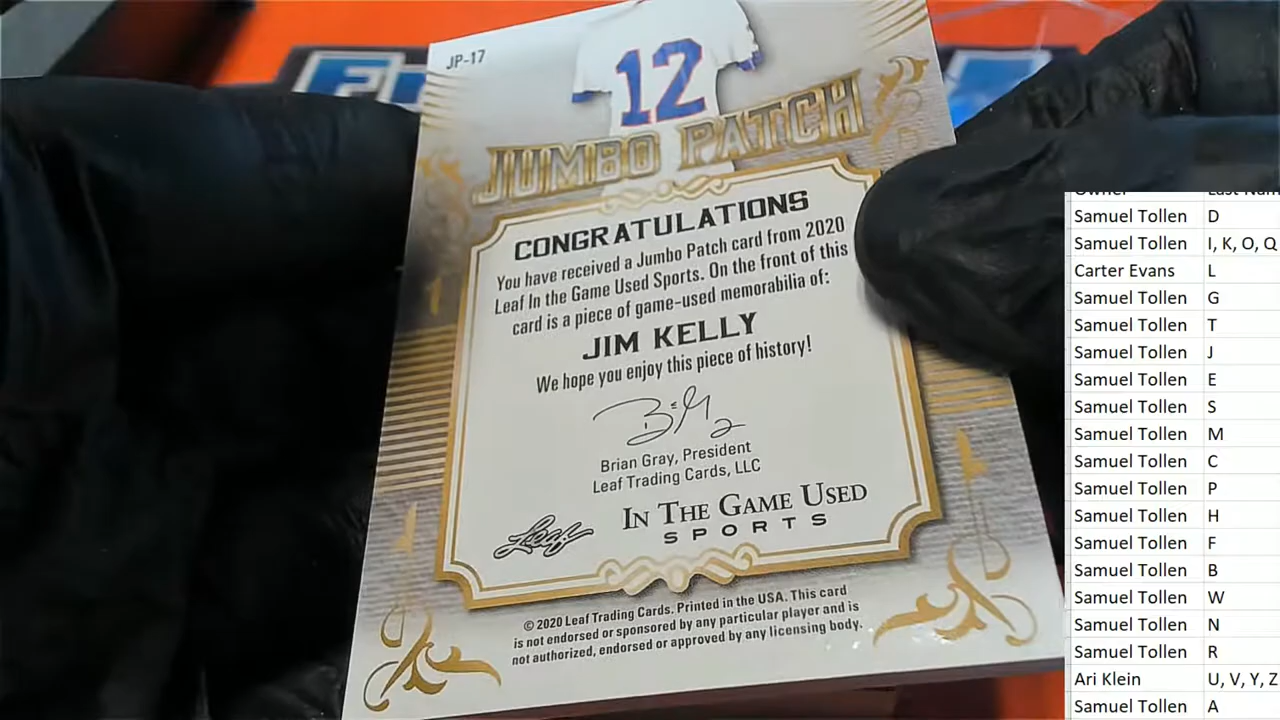 JP-17
12
JUMBO PATCH
CONGRATULATIONS
You have received a Jumbo Patch card from 2020
Leaf In the Game Used Sports. On the front of this
card is a piece of game-used memorabilia of:
JIM KELLY
We hope you enjoy this piece of history!
Brian Gray, President
Leaf Trading Cards, LLC
Leaf
IN THE GAME USED
SPORTS
© 2020 Leaf Trading Cards. Printed in the USA. This card
is not endorsed or sponsored by any particular player and is
not authorized, endorsed or approved by any licensing body.
Owner Last Nam
Samuel Tollen D
Samuel Tollen I, K, O, Q
Carter Evans L
Samuel Tollen G
Samuel Tollen T
Samuel Tollen J
Samuel Tollen E
Samuel Tollen S
Samuel Tollen M
Samuel Tollen C
Samuel Tollen P
Samuel Tollen H
Samuel Tollen F
Samuel Tollen B
Samuel Tollen W
Samuel Tollen N
Samuel Tollen R
Ari Klein U, V, Y, Z
Samuel Tollen A